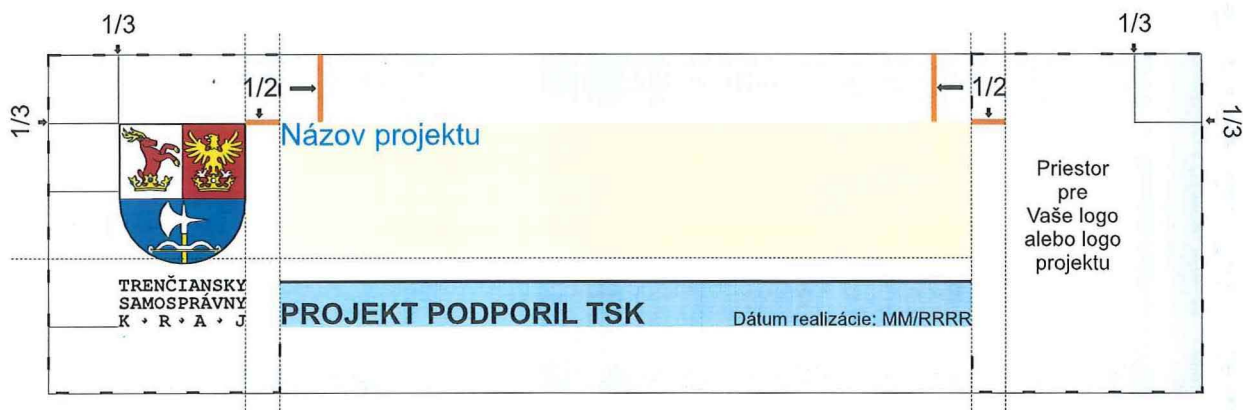 1/3
1/3
1/2
1/2
1/3
1/3
Názov projektu
Priestor
pre
Vaše logo
alebo logo
projektu
TRENČIANSKY
SAMOSPRÁVNY
K • R • A • J
PROJEKT PODPORIL TSK
Dátum realizácie: MM/RRRR